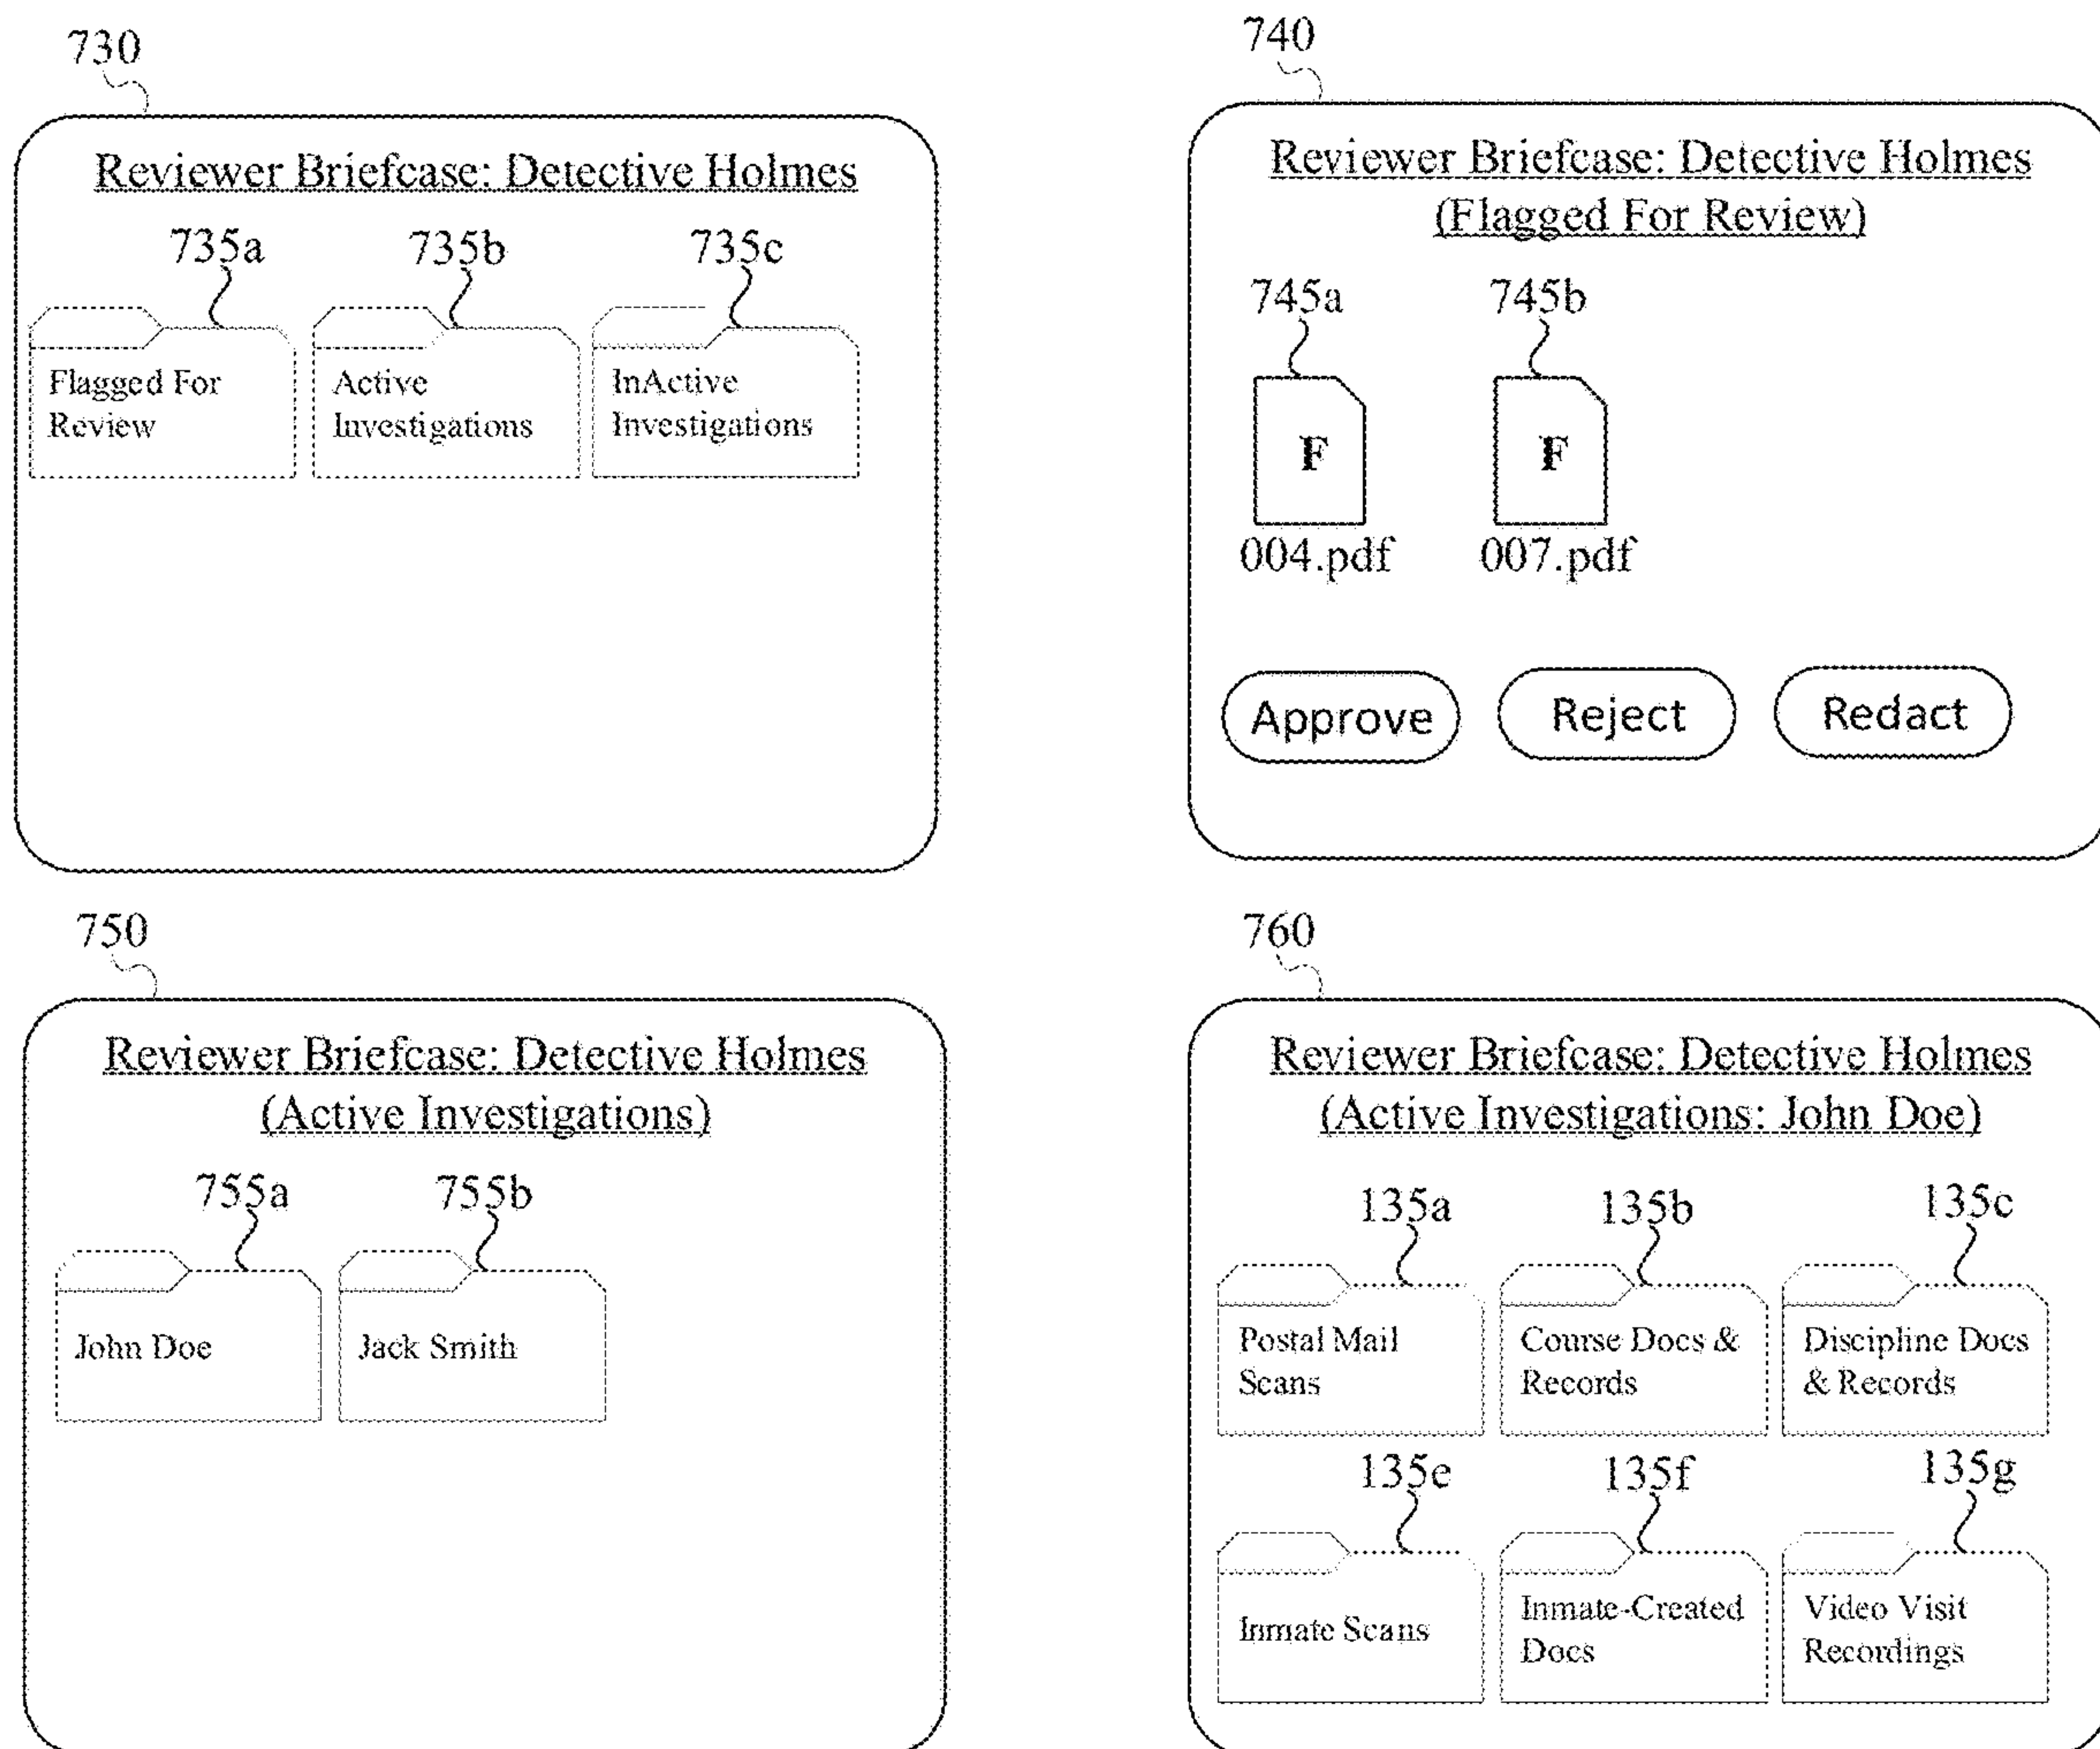 730
Reviewer Briefcase: Detective Holmes
735a 735b 735c
Flagged For
Review
Active
Investigations
InActive
Investigations
740
Reviewer Briefcase: Detective Holmes
(Flagged For Review)
745a 745b
F F
004.pdf 007.pdf
Approve Reject Redact
750
Reviewer Briefcase: Detective Holmes
(Active Investigations)
755a 755b
John Doe Jack Smith
760
Reviewer Briefcase: Detective Holmes
(Active Investigations: John Doe)
135a 135b 135c
Postal Mail
Scans
Course Docs &
Records
Discipline Docs
& Records
135e 135f 135g
Inmate Scans
Inmate-Created
Docs
Video Visit
Recordings